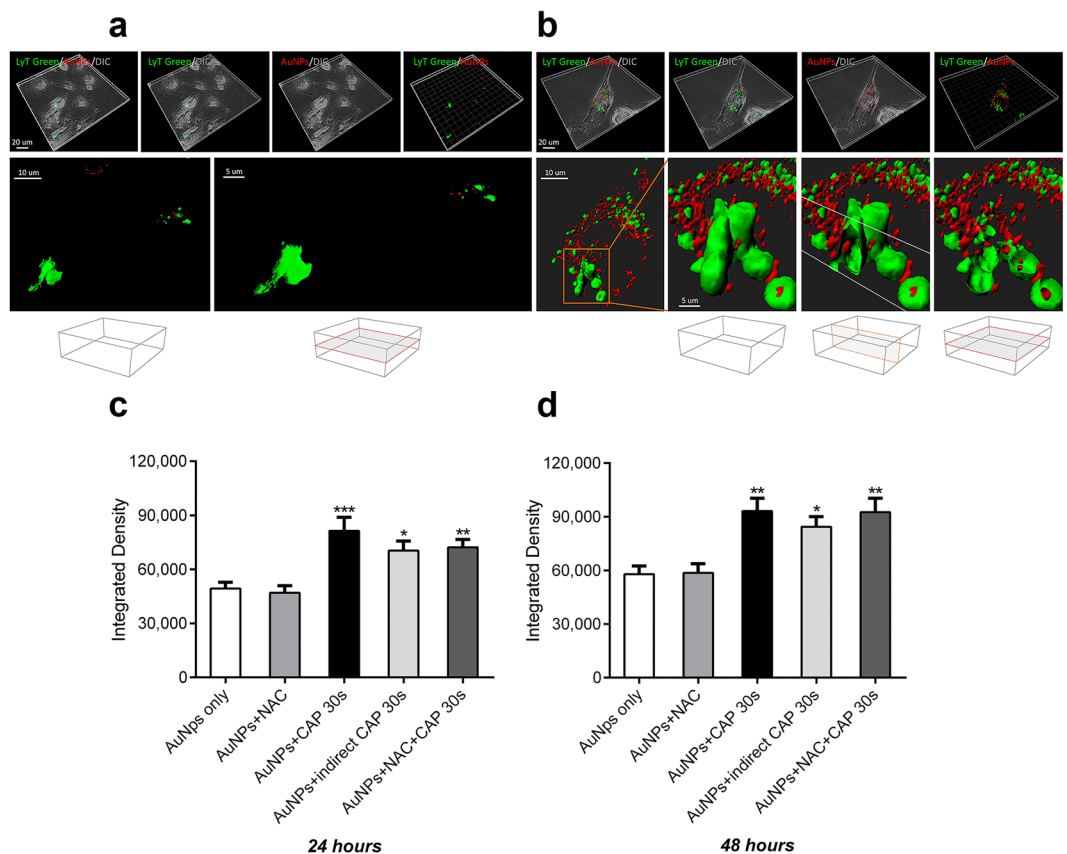 a
b
LyT Green/AuNPs/DIC
LyT Green/DIC
AuNPs/DIC
LyT Green/AuNPs
LyT Green/AuNPs/DIC
LyT Green/DIC
AuNPs/DIC
LyT Green/AuNPs
20 um
20 um
10 um
5 um
10 um
5 um
c
d
Integrated Density
120,000
90,000
60,000
30,000
0
***
*
**
AuNps only
AuNPs+NAC
AuNPs+CAP 30s
AuNPs+indirect CAP 30s
AuNPs+NAC+CAP 30s
24 hours
Integrated Density
120,000
90,000
60,000
30,000
0
**
*
**
AuNps only
AuNPs+NAC
AuNPs+CAP 30s
AuNPs+indirect CAP 30s
AuNPs+NAC+CAP 30s
48 hours